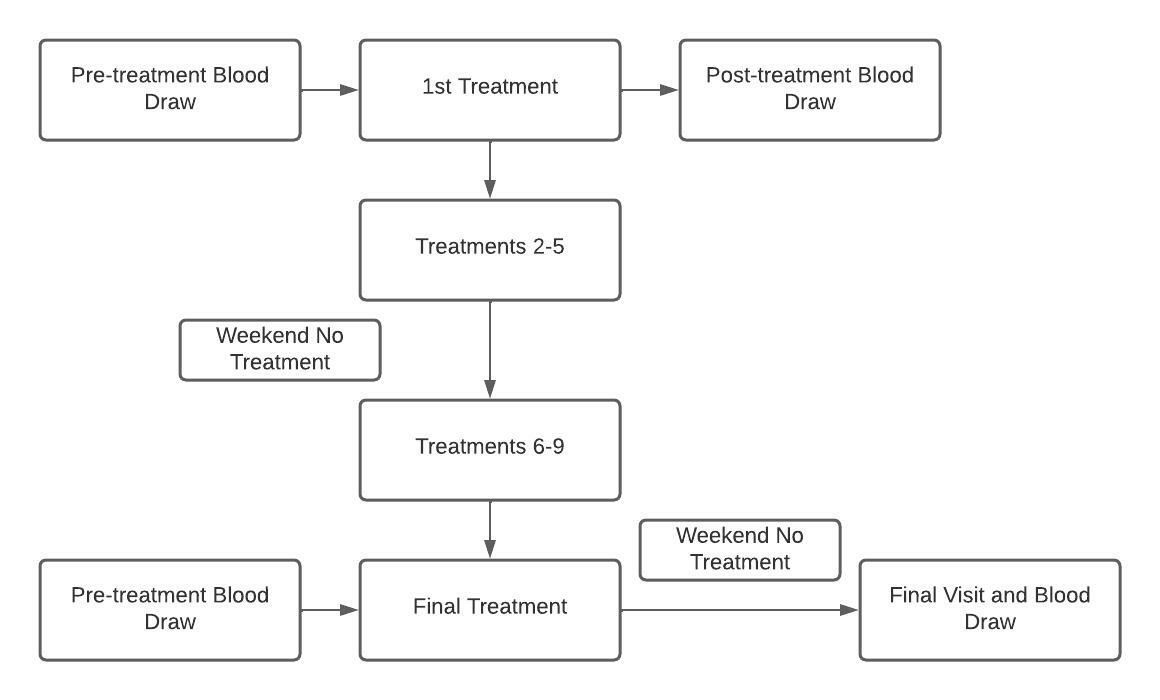 Pre-treatment Blood
Draw
1st Treatment
Post-treatment Blood
Draw
Treatments 2-5
Weekend No
Treatment
Treatments 6-9
Weekend No
Treatment
Pre-treatment Blood
Draw
Final Treatment
Final Visit and Blood
Draw